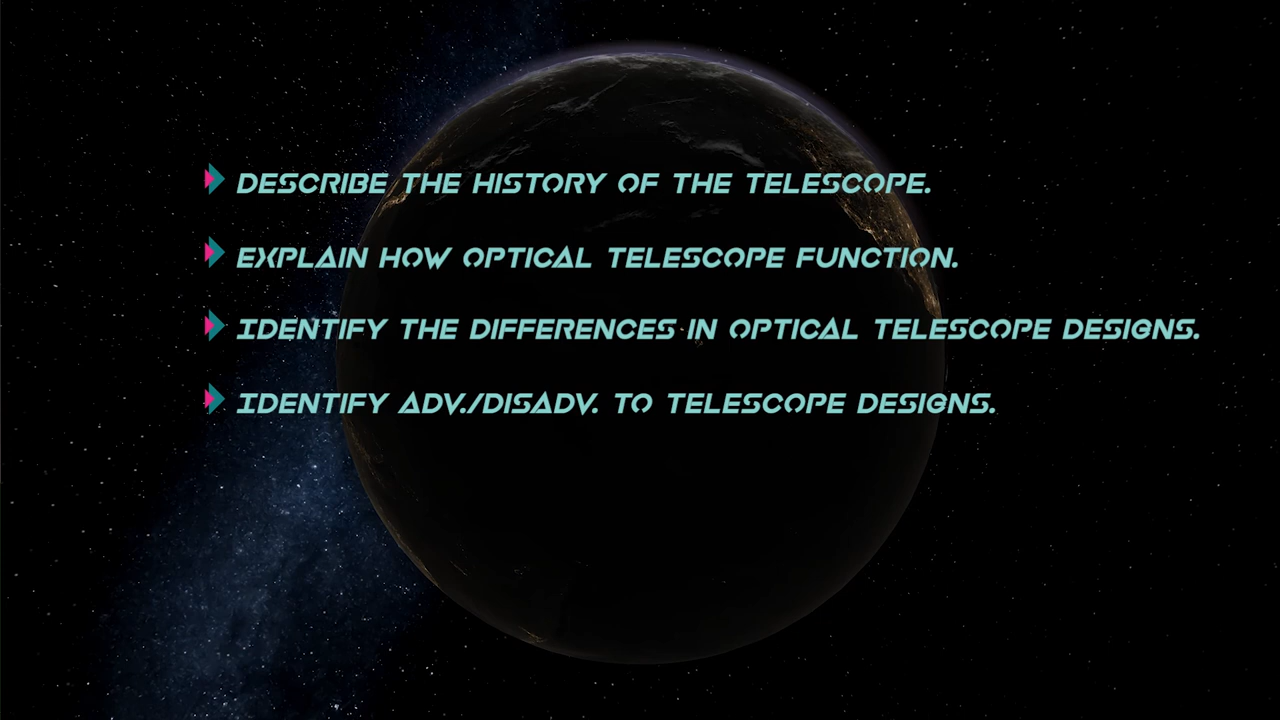 DESCRIBE THE HISTORY OF THE TELESCOPE.
EXPLAIN HOW OPTICAL TELESCOPE FUNCTION.
IDENTIFY THE DIFFERENCES IN OPTICAL TELESCOPE DESIGNS.
IDENTIFY ADV./DISADV. TO TELESCOPE DESIGNS.